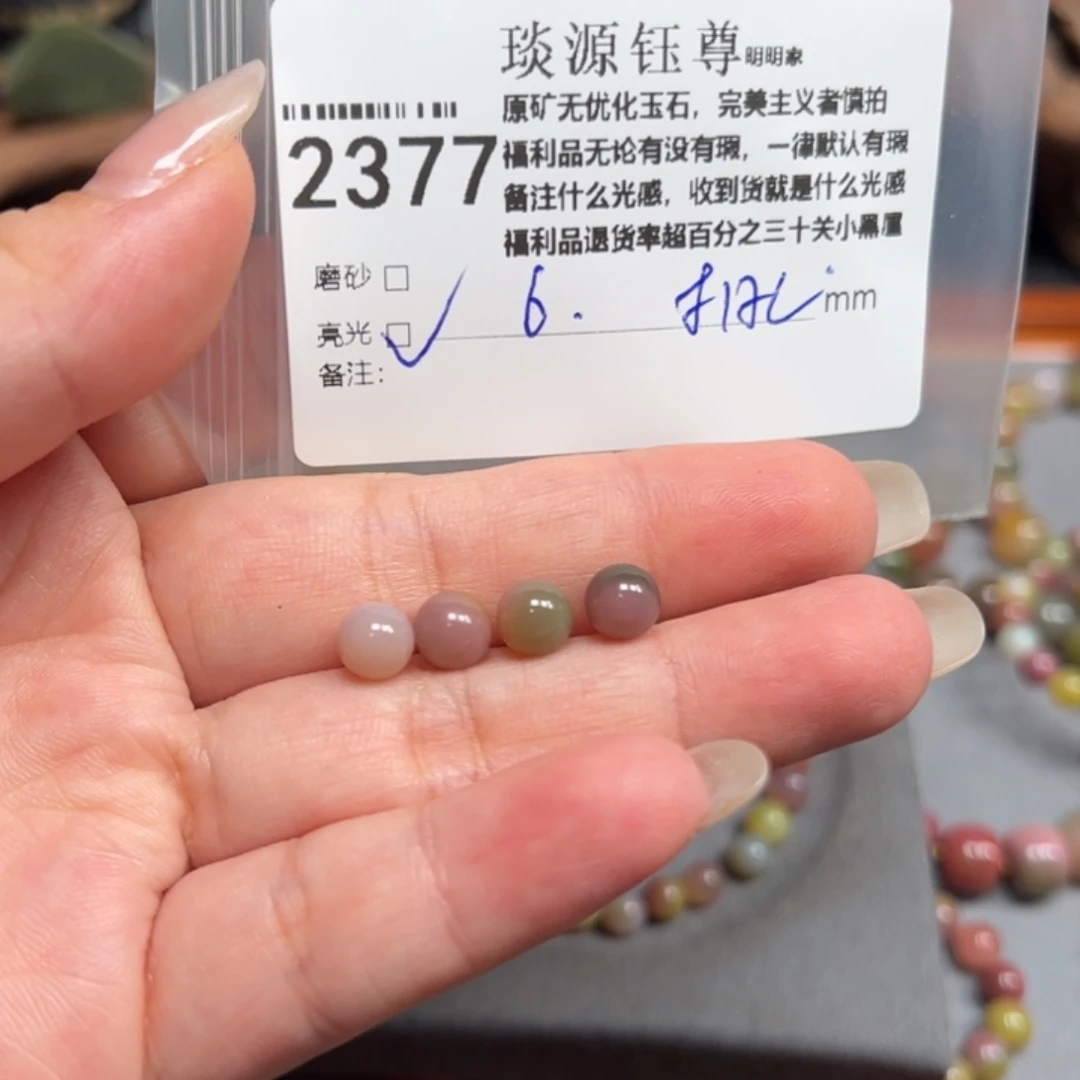 琰源钰尊明明家
原矿无优化玉石，完美主义者慎拍
2377
福利品无论有没有瑕，一律默认有瑕
备注什么光感，收到货就是什么光感
福利品退货率超百分之三十关小黑屋
磨砂 □
亮光 □ ✓ 6. mm
备注: